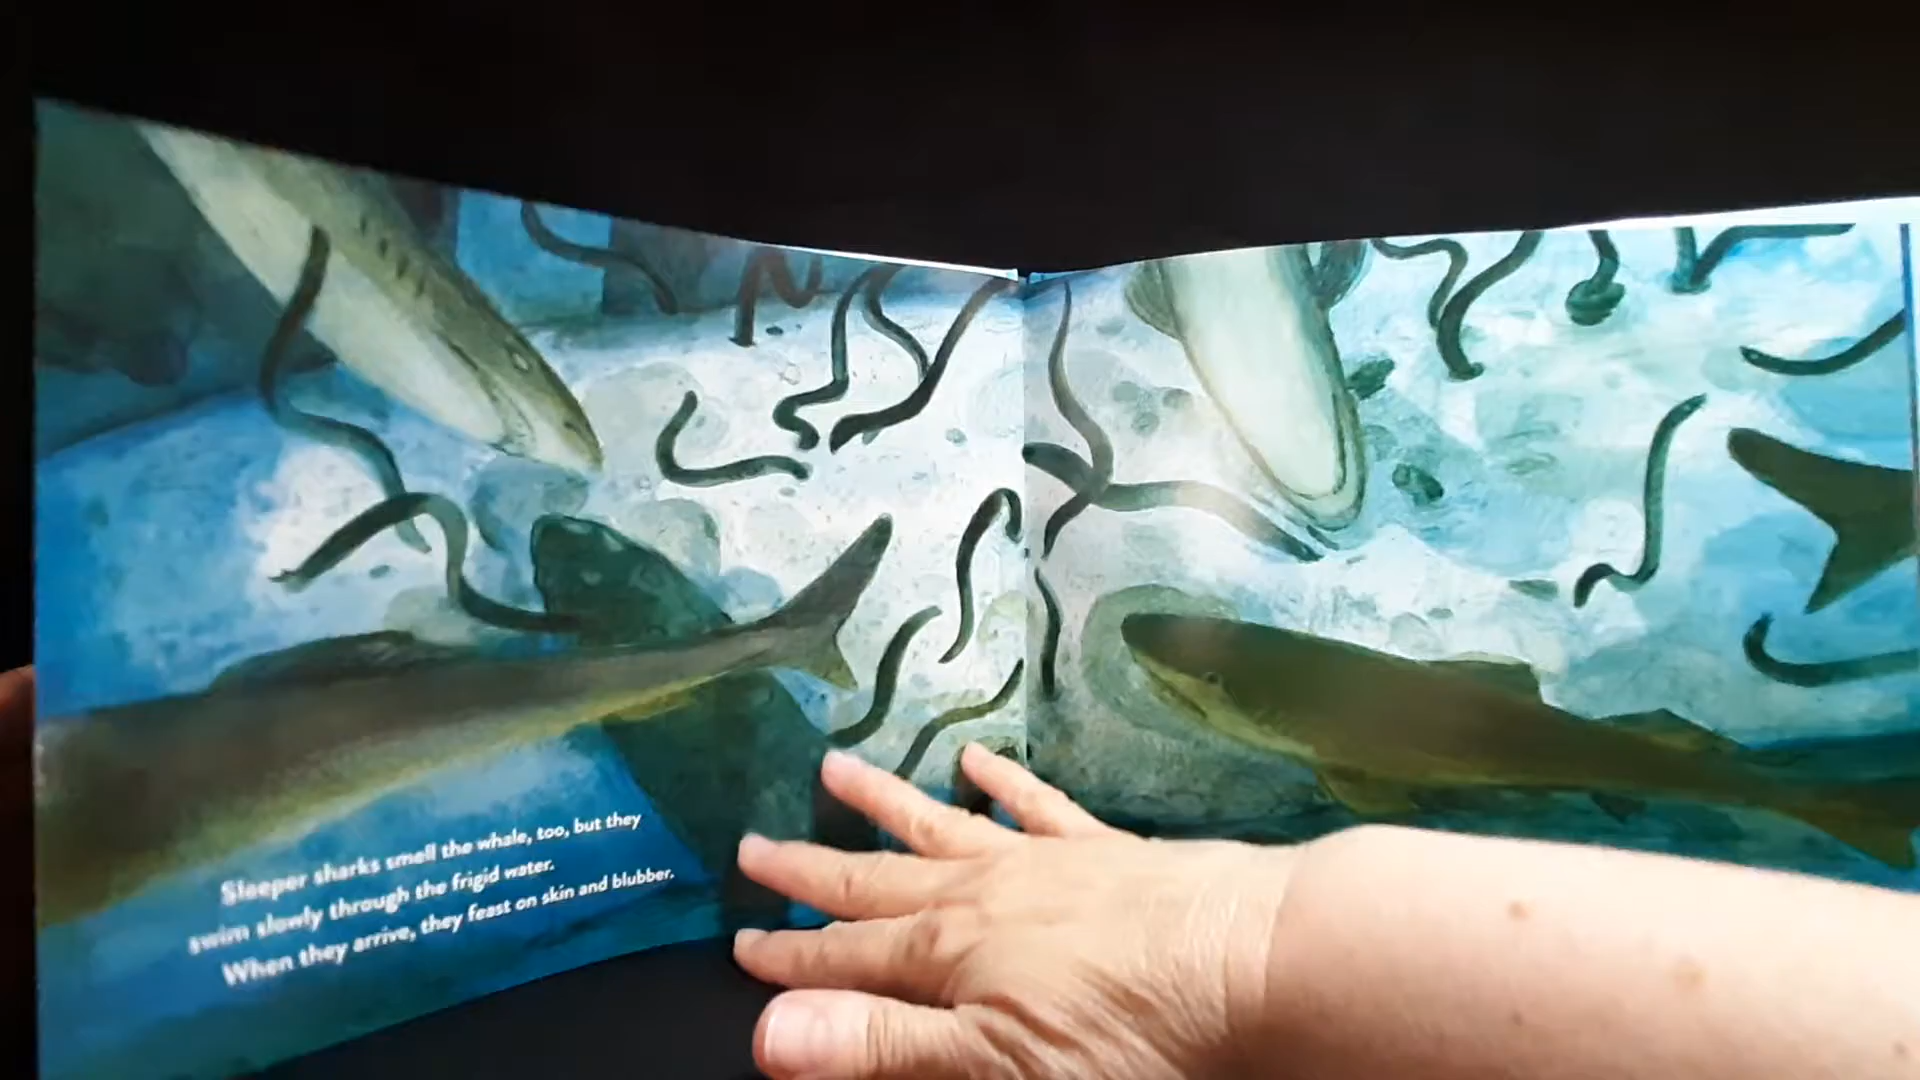 Sleeper sharks smell the whale, too, but they
swim slowly through the frigid water.
When they arrive, they feast on skin and blubber.